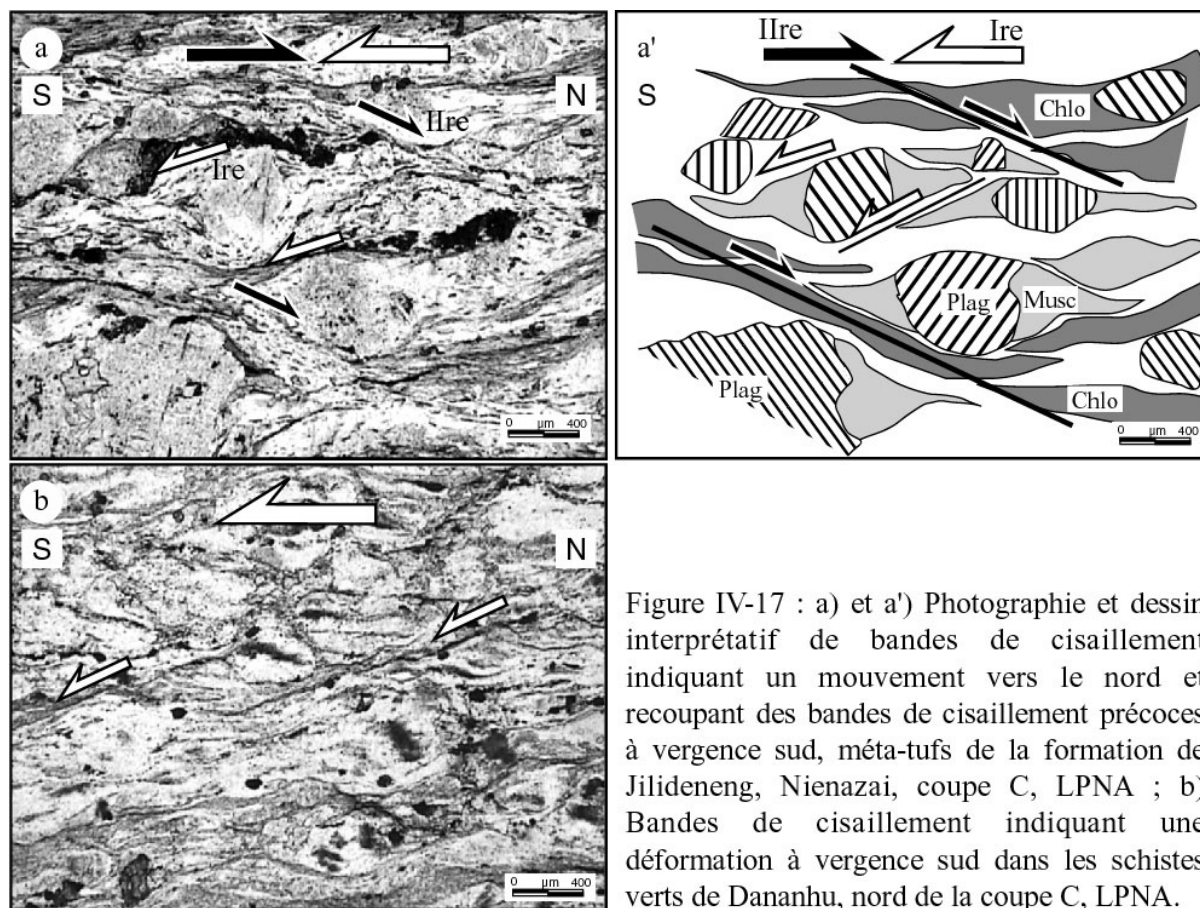 a
S
N
IIre
Ire
µm
0 400
a'
IIre
Ire
S
Chlo
Plag
Musc
Plag
Chlo
µm
0 400
b
S
N
µm
0 400
Figure IV-17 : a) et a') Photographie et dessin
interprétatif de bandes de cisaillement
indiquant un mouvement vers le nord et
recoupant des bandes de cisaillement précoces
à vergence sud, méta-tufs de la formation de
Jilideneng, Nienazai, coupe C, LPNA ; b)
Bandes de cisaillement indiquant une
déformation à vergence sud dans les schistes
verts de Dananhu, nord de la coupe C, LPNA.